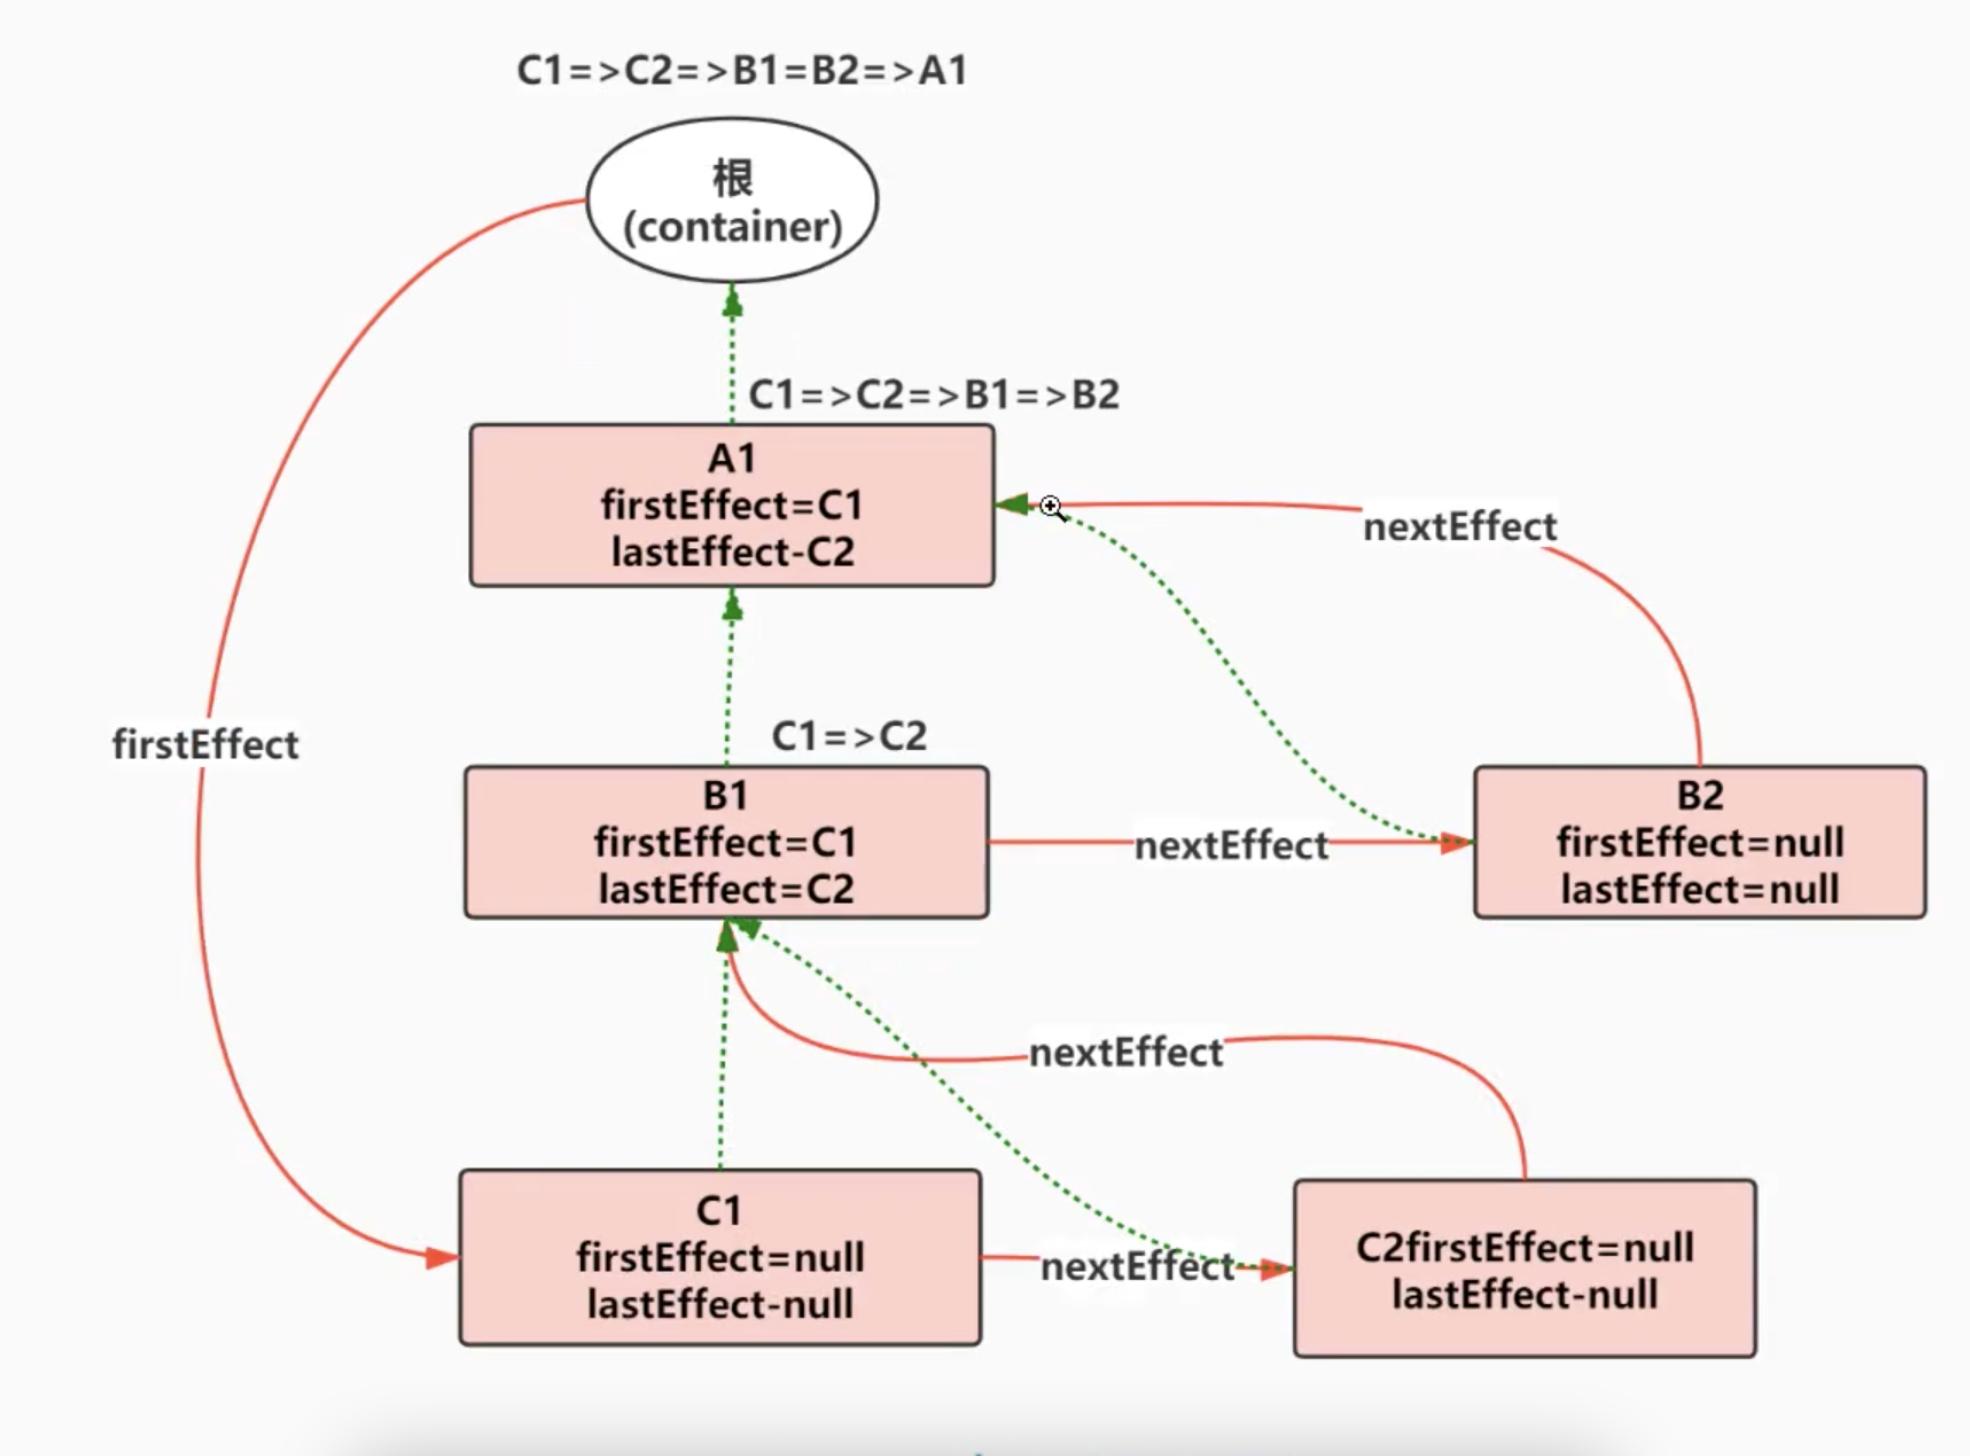 C1=>C2=>B1=B2=>A1
根
(container)
C1=>C2=>B1=>B2
A1
firstEffect=C1
lastEffect-C2
nextEffect
firstEffect
C1=>C2
B1
firstEffect=C1
lastEffect=C2
nextEffect
B2
firstEffect=null
lastEffect=null
nextEffect
C1
firstEffect=null
lastEffect-null
nextEffect
C2firstEffect=null
lastEffect-null